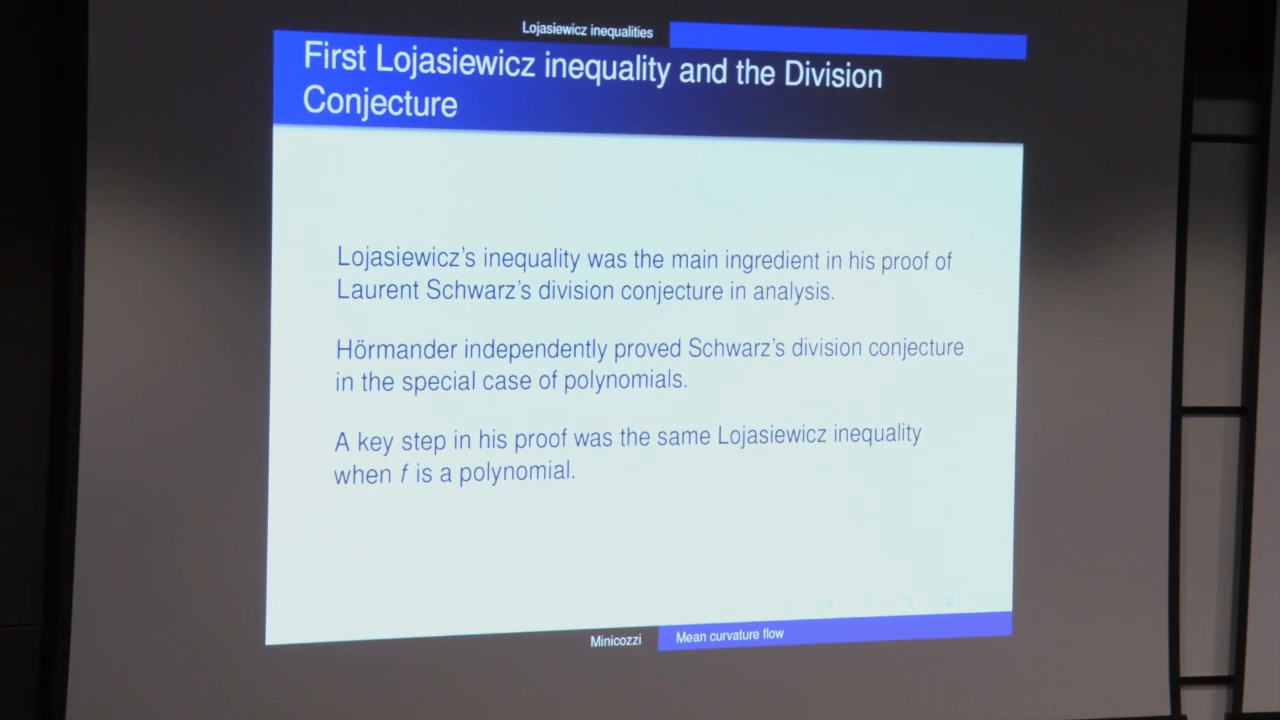 Lojasiewicz inequalities
First Lojasiewicz inequality and the Division
Conjecture
Lojasiewicz's inequality was the main ingredient in his proof of
Laurent Schwarz's division conjecture in analysis.
Hörmander independently proved Schwarz's division conjecture
in the special case of polynomials.
A key step in his proof was the same Lojasiewicz inequality
when f is a polynomial.
Minicozzi
Mean curvature flow